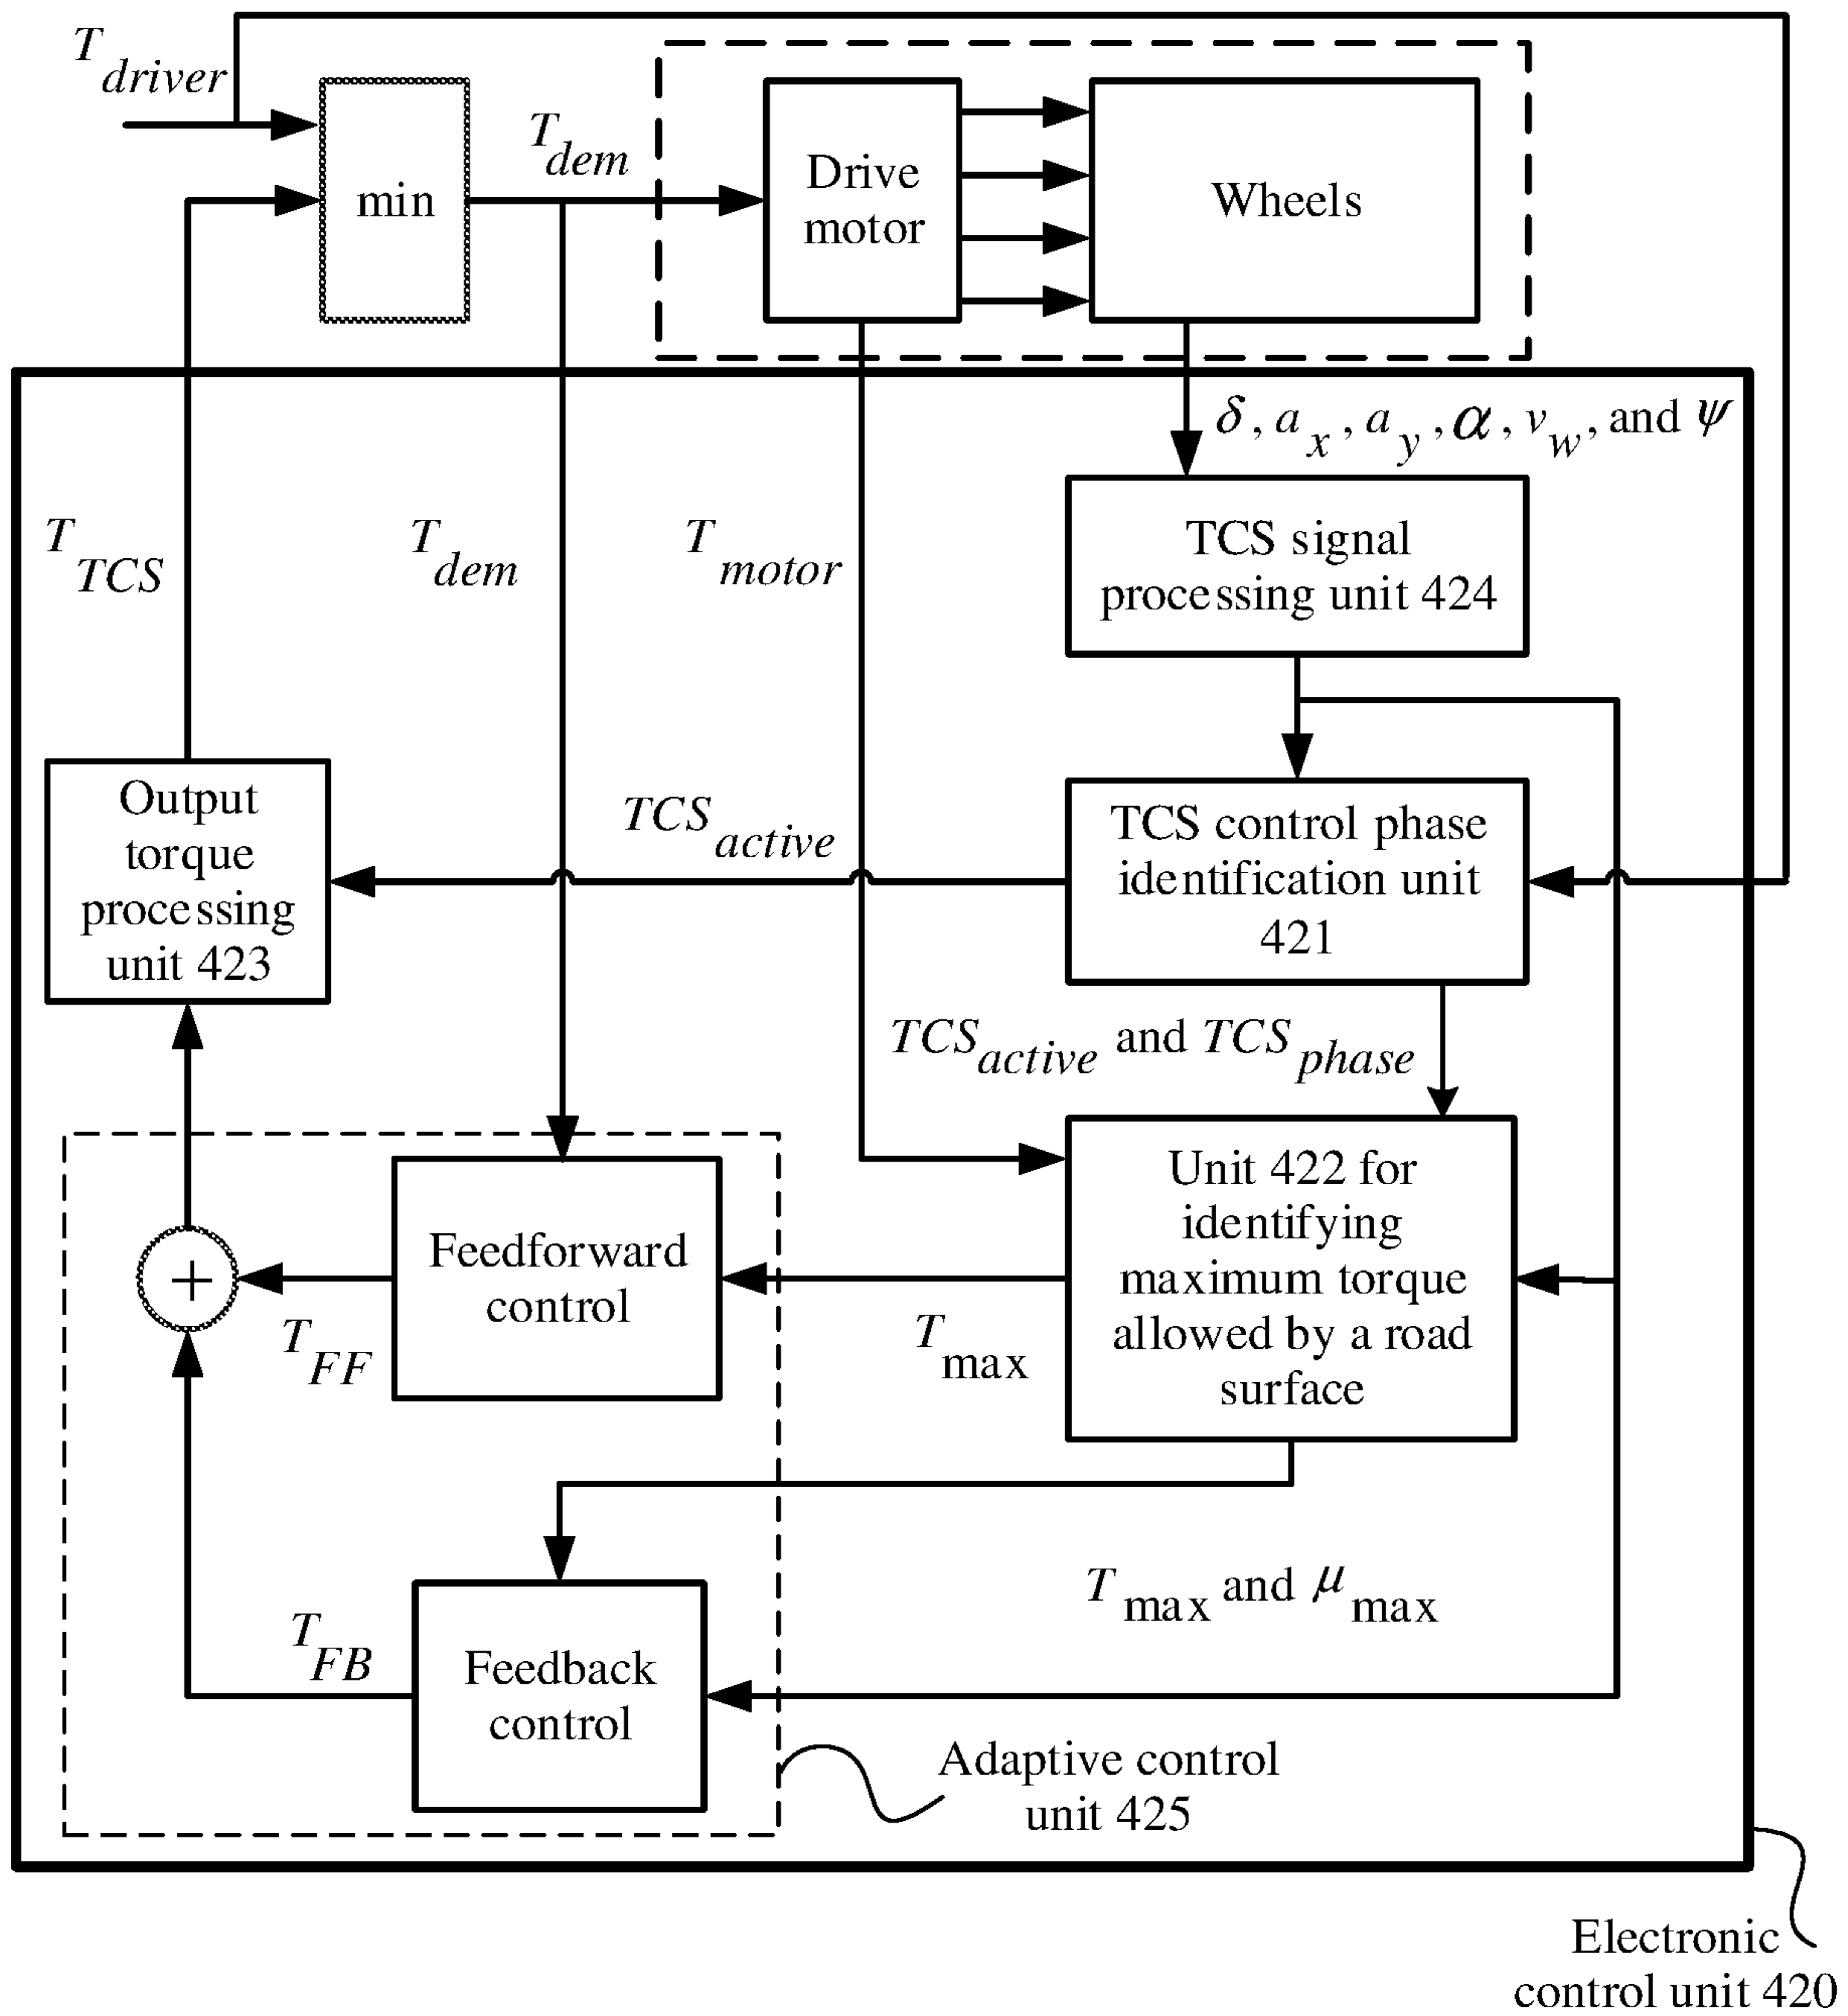 T driver
min
T dem
Drive
motor
Wheels
δ, a x, a y, α, v w, and ψ
T TCS
T dem
T motor
TCS signal
processing unit 424
Output
torque
processing
unit 423
TCS active
TCS control phase
identification unit
421
TCS active and TCS phase
Unit 422 for
identifying
maximum torque
allowed by a road
surface
Feedforward
control
+
T FF
T max
T max and μ max
T FB
Feedback
control
Adaptive control
unit 425
Electronic
control unit 420